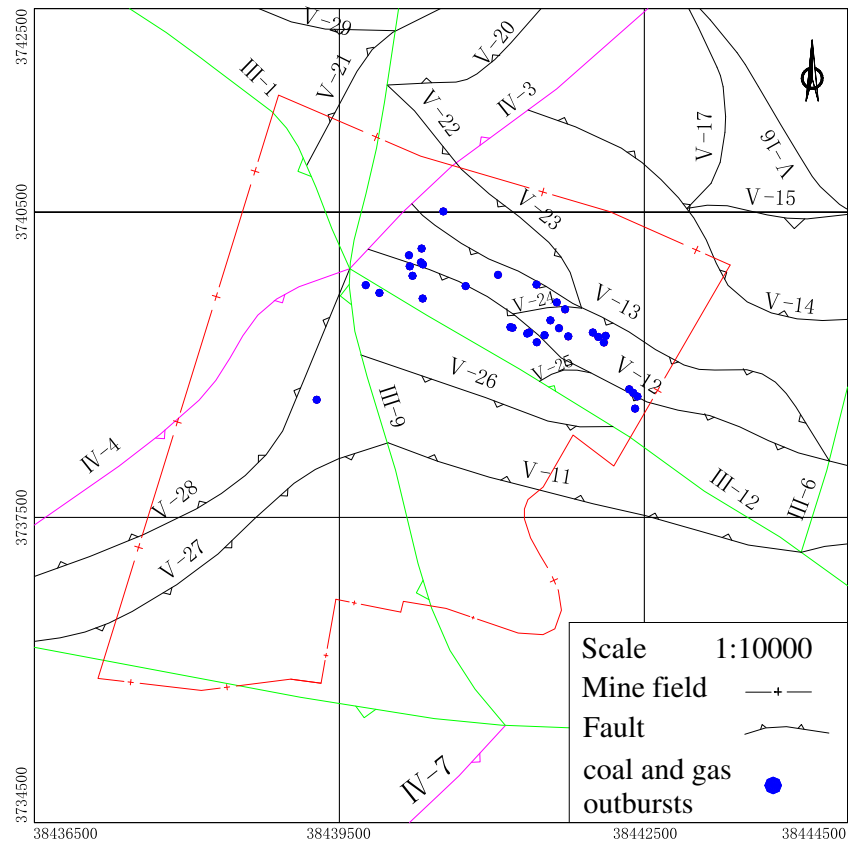 3742500
V-29
V-20
V-21
III-1
IV-3
V-22
V-17
V-16
V-15
3740500
V-23
V-24
V-13
V-14
V-26
V-25
V-12
III-9
IV-4
V-11
III-12
III-6
V-28
3737500
V-27
Scale 1:10000
Mine field
Fault
IV-7
coal and gas
outbursts
3734500
38436500 38439500 38442500 38444500